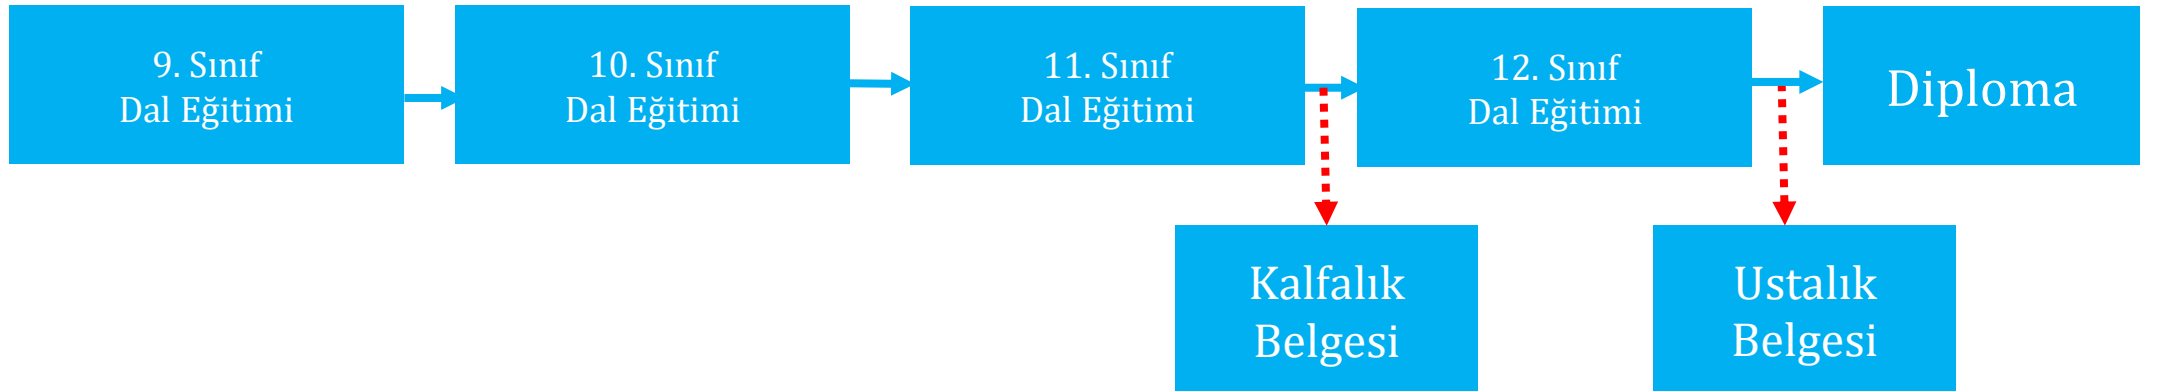 9. Sınıf
Dal Eğitimi
10. Sınıf
Dal Eğitimi
11. Sınıf
Dal Eğitimi
12. Sınıf
Dal Eğitimi
Diploma
Kalfalık
Belgesi
Ustalık
Belgesi